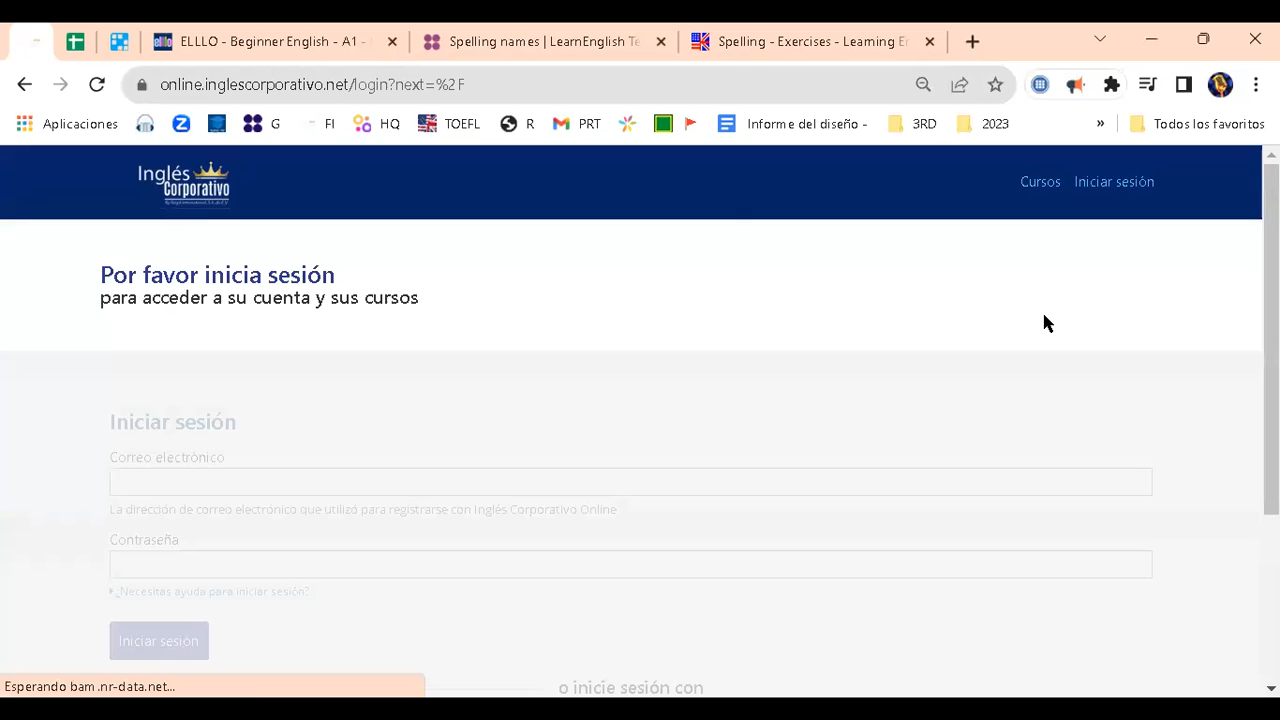 ELLLO - Beginner English - A1 -
Spelling names | LearnEnglish Te
Spelling - Exercises - Learning En
online.inglescorporativo.net/login?next=%2F
Aplicaciones
G
FI
HQ
TOEFL
R
PRT
Informe del diseño -
3RD
2023
»
Todos los favoritos
Inglés
Corporativo
Cursos
Iniciar sesión
Por favor inicia sesión
para acceder a su cuenta y sus cursos
Iniciar sesión
Correo electrónico
La dirección de correo electrónico que utilizó para registrarse con Inglés Corporativo Online
Contraseña
¿Necesitas ayuda para iniciar sesión?
Iniciar sesión
o inicie sesión con
Esperando bam.nr-data.net...